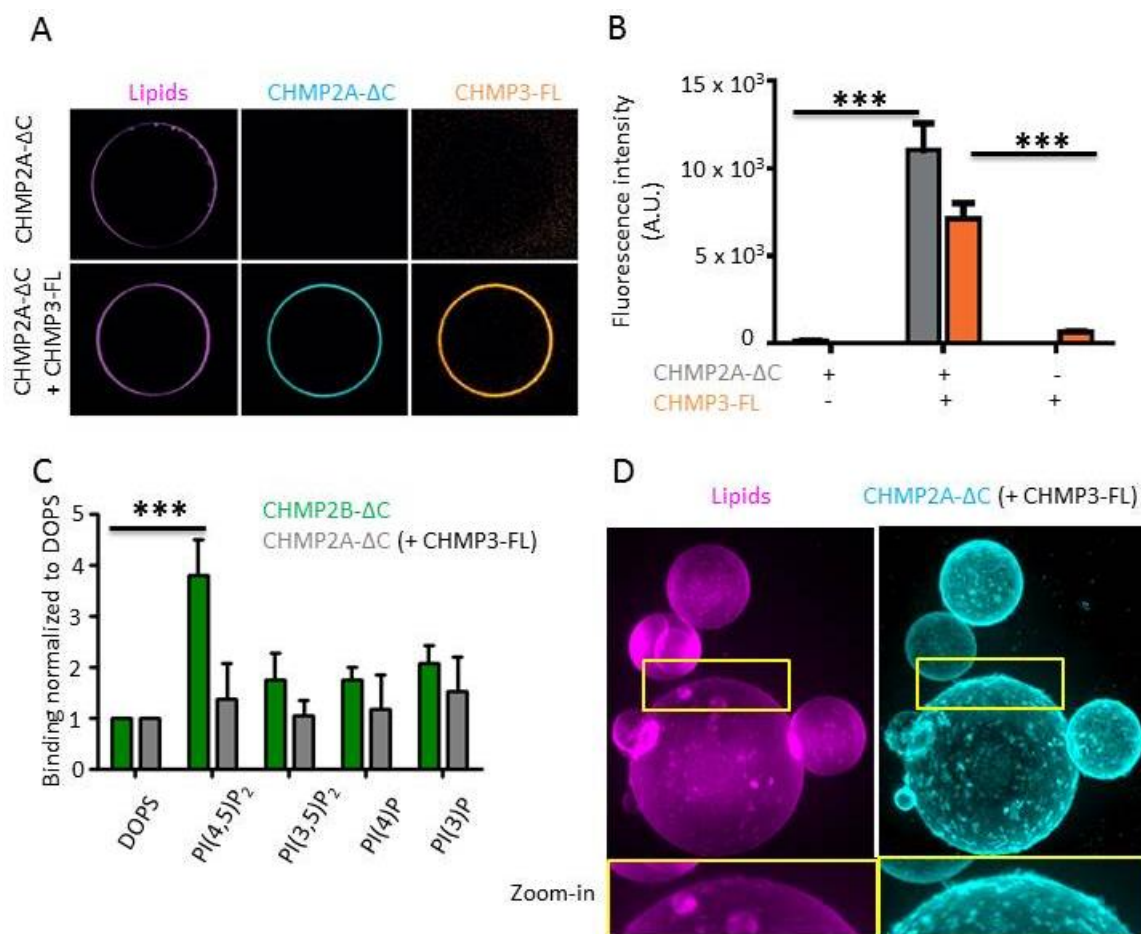 A
Lipids CHMP2A-ΔC CHMP3-FL
CHMP2A-ΔC
CHMP2A-ΔC
+ CHMP3-FL
B
Fluorescence intensity
(A.U.)
15 x 10³
10 x 10³
5 x 10³
0
*** ***
CHMP2A-ΔC + + -
CHMP3-FL - + +
C
Binding normalized to DOPS
5
4
3
2
1
0
***
CHMP2B-ΔC
CHMP2A-ΔC (+ CHMP3-FL)
DOPS
PI(4,5)P₂
PI(3,5)P₂
PI(4)P
PI(3)P
D
Lipids CHMP2A-ΔC (+ CHMP3-FL)
Zoom-in